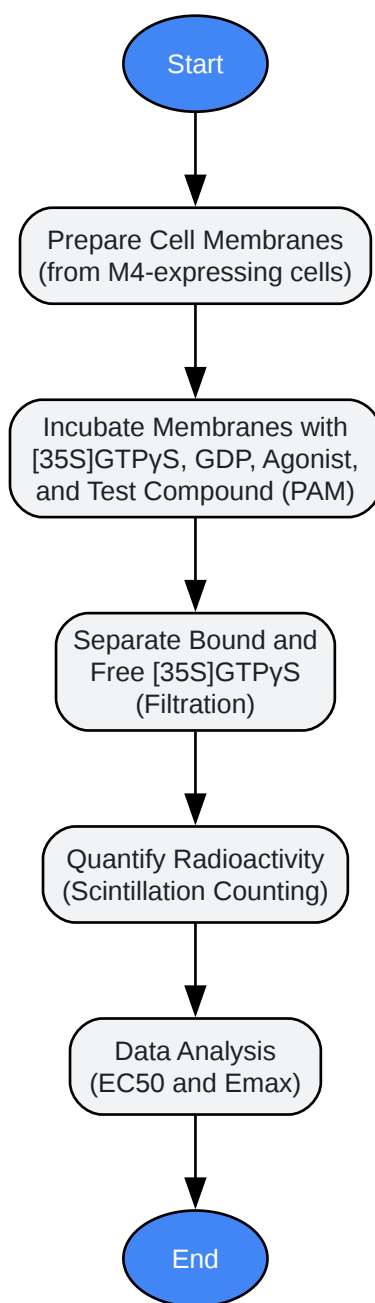 Start
Prepare Cell Membranes
(from M4-expressing cells)
Incubate Membranes with
[35S]GTPγS, GDP, Agonist,
and Test Compound (PAM)
Separate Bound and
Free [35S]GTPγS
(Filtration)
Quantify Radioactivity
(Scintillation Counting)
Data Analysis
(EC50 and Emax)
End